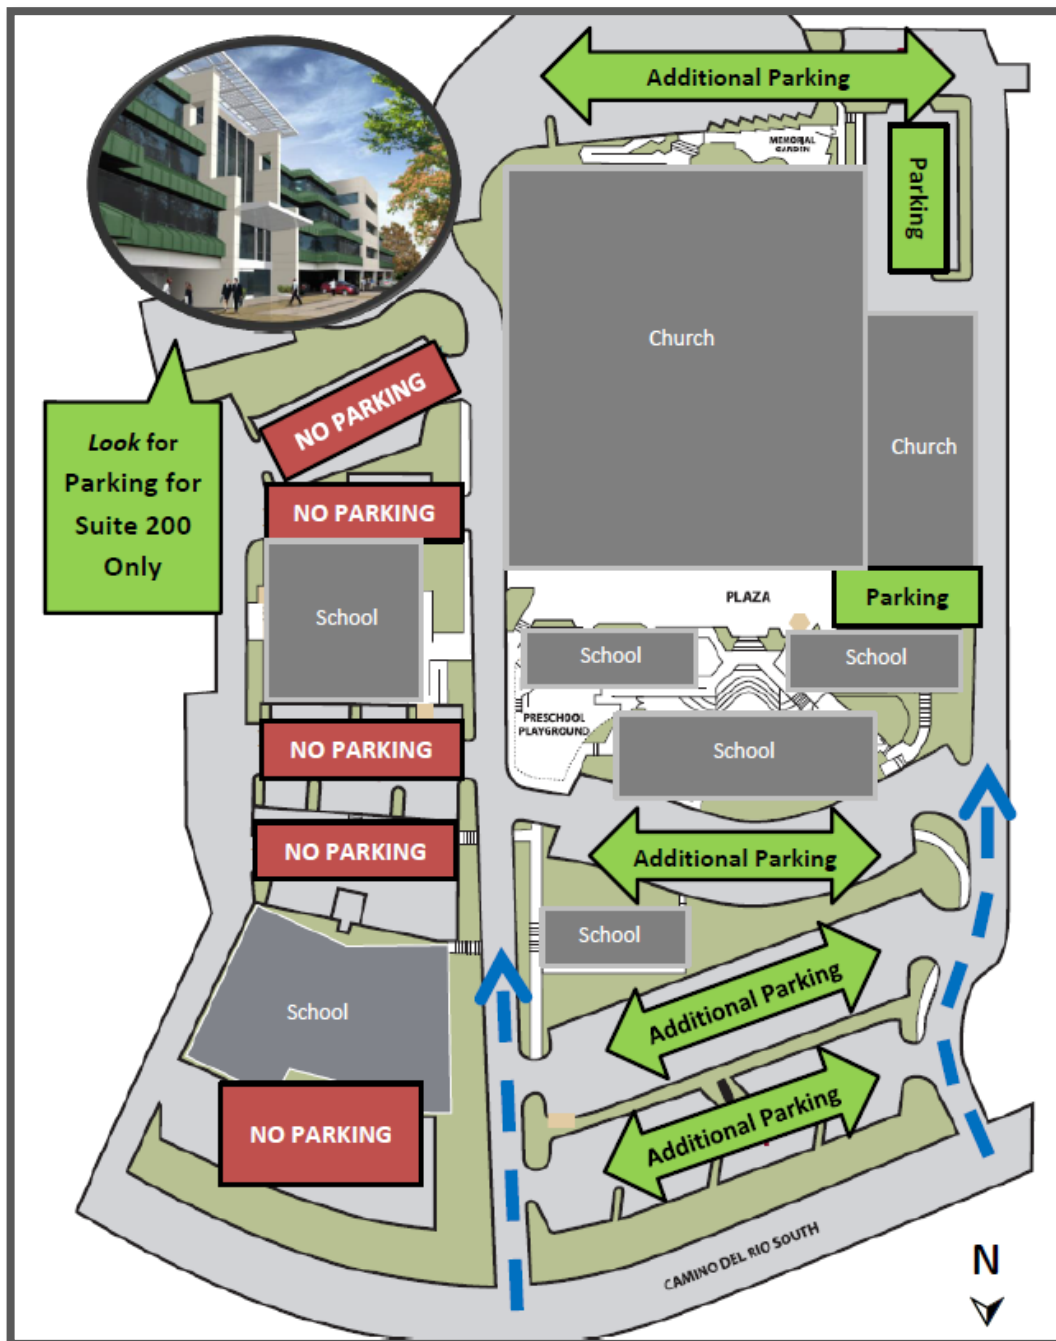 Additional Parking
MEMORIAL
GARDEN
Parking
Church
NO PARKING
Church
Look for
Parking for
Suite 200
Only
NO PARKING
PLAZA
Parking
School
School
School
PRESCHOOL
PLAYGROUND
School
NO PARKING
NO PARKING
Additional Parking
School
Additional Parking
School
Additional Parking
NO PARKING
CAMINO DEL RIO SOUTH
N